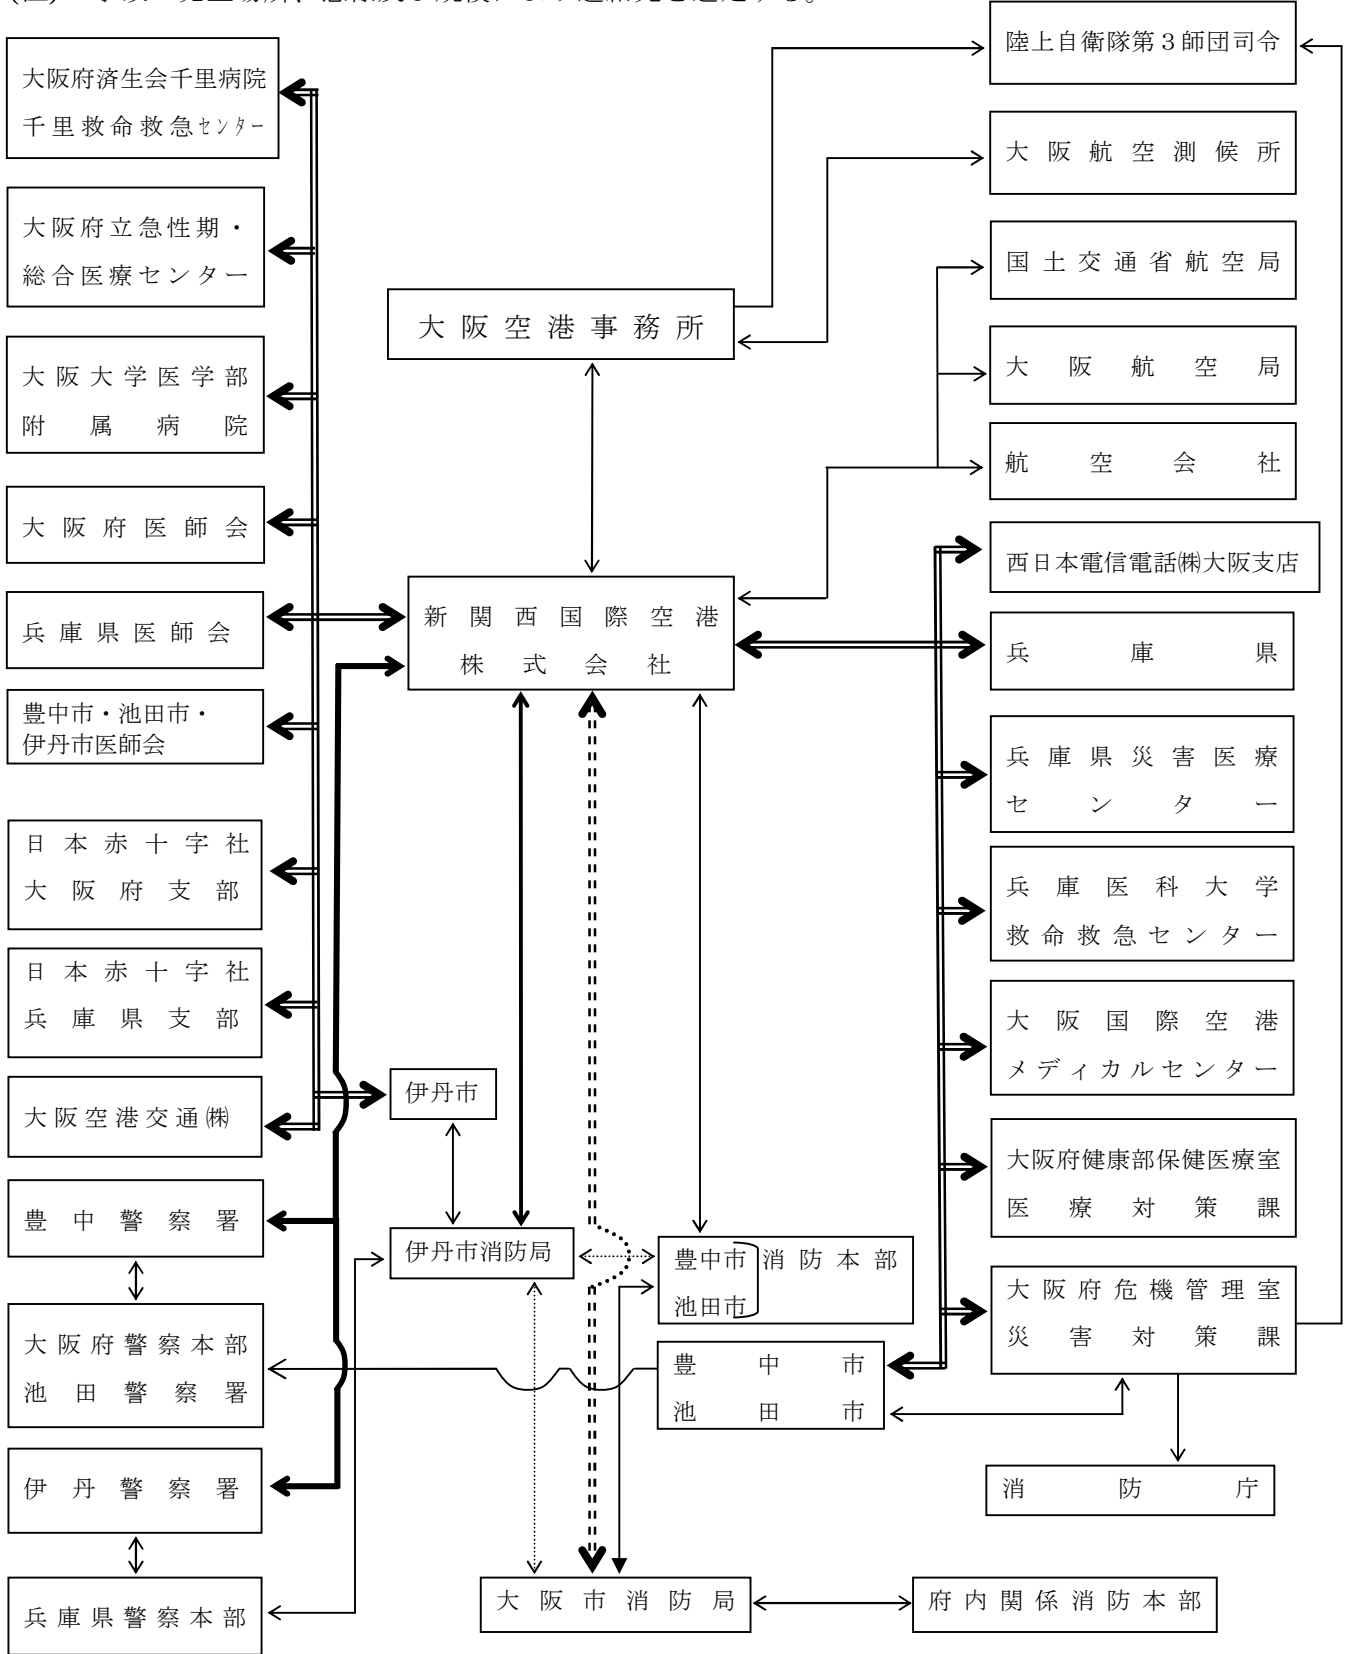 陸上自衛隊第３師団司令
大阪府済生会千里病院
千里救命救急センター
大阪航空測候所
大阪府立急性期・
総合医療センター
国土交通省航空局
大阪空港事務所
大阪航空局
大阪大学医学部
附属病院
航空会社
大阪府医師会
西日本電信電話㈱大阪支店
新関西国際空港
株式会社
兵庫県医師会
兵庫県
豊中市・池田市・
伊丹市医師会
兵庫県災害医療
センター
日本赤十字社
大阪府支部
兵庫医科大学
救命救急センター
日本赤十字社
兵庫県支部
大阪国際空港
メディカルセンター
伊丹市
大阪空港交通㈱
大阪府健康部保健医療室
医療対策課
豊中警察署
伊丹市消防局
豊中市 消防本部
池田市
大阪府危機管理室
災害対策課
大阪府警察本部
池田警察署
豊中市
池田市
伊丹警察署
消防庁
兵庫県警察本部
大阪市消防局
府内関係消防本部